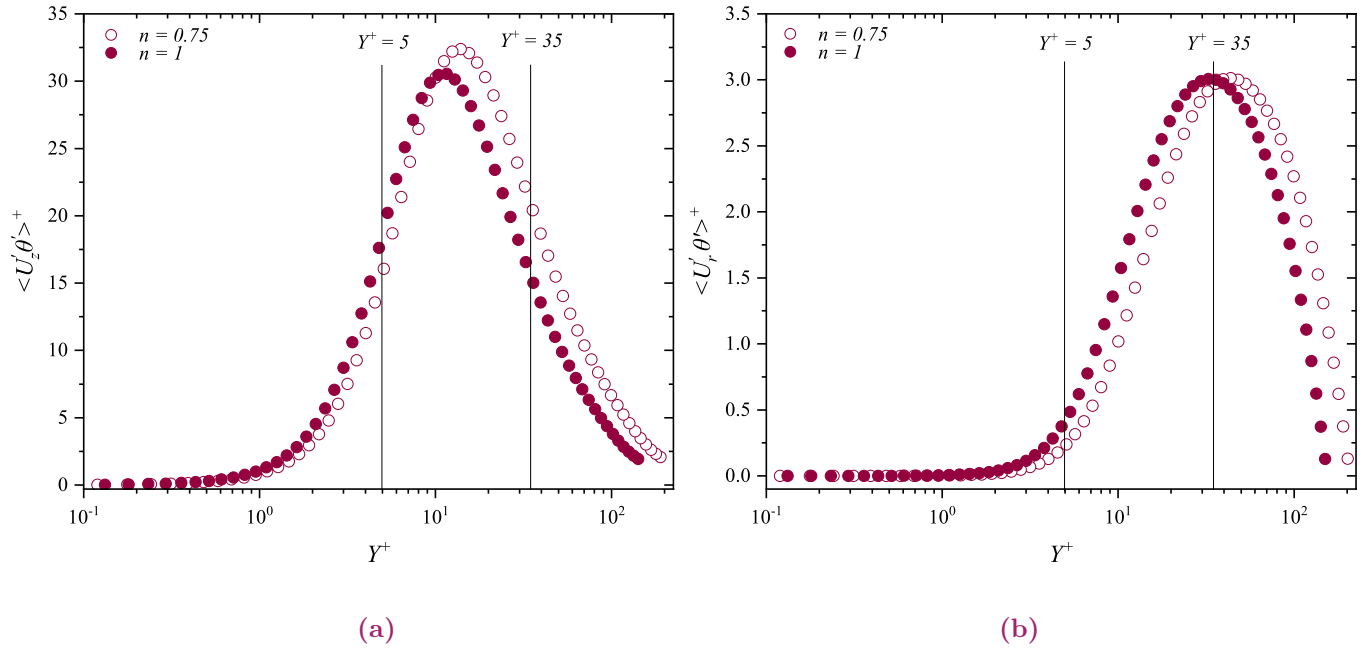 n = 0.75
n = 1
Y⁺ = 5
Y⁺ = 35
35
30
25
20
15
10
5
0
<U′_zθ′>⁺
10⁻¹
10⁰
10¹
10²
Y⁺
(a)
n = 0.75
n = 1
Y⁺ = 5
Y⁺ = 35
3.5
3.0
2.5
2.0
1.5
1.0
0.5
0.0
<U′_rθ′>⁺
10⁻¹
10⁰
10¹
10²
Y⁺
(b)